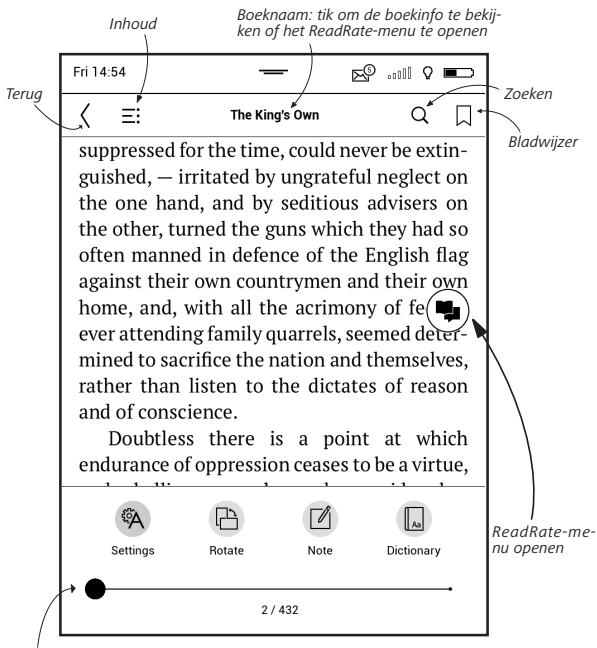 Boeknaam: tik om de boekinfo te bekij-
ken of het ReadRate-menu te openen
Inhoud
Terug
Fri 14:54
5
The King's Own
Zoeken
Bladwijzer
suppressed for the time, could never be extin-
guished, — irritated by ungrateful neglect on
the one hand, and by seditious advisers on
the other, turned the guns which they had so
often manned in defence of the English flag
against their own countrymen and their own
home, and, with all the acrimony of fe
ever attending family quarrels, seemed deter-
mined to sacrifice the nation and themselves,
rather than listen to the dictates of reason
and of conscience.
Doubtless there is a point at which
endurance of oppression ceases to be a virtue,
ReadRate-me-
nu openen
Settings Rotate Note Dictionary
2 / 432